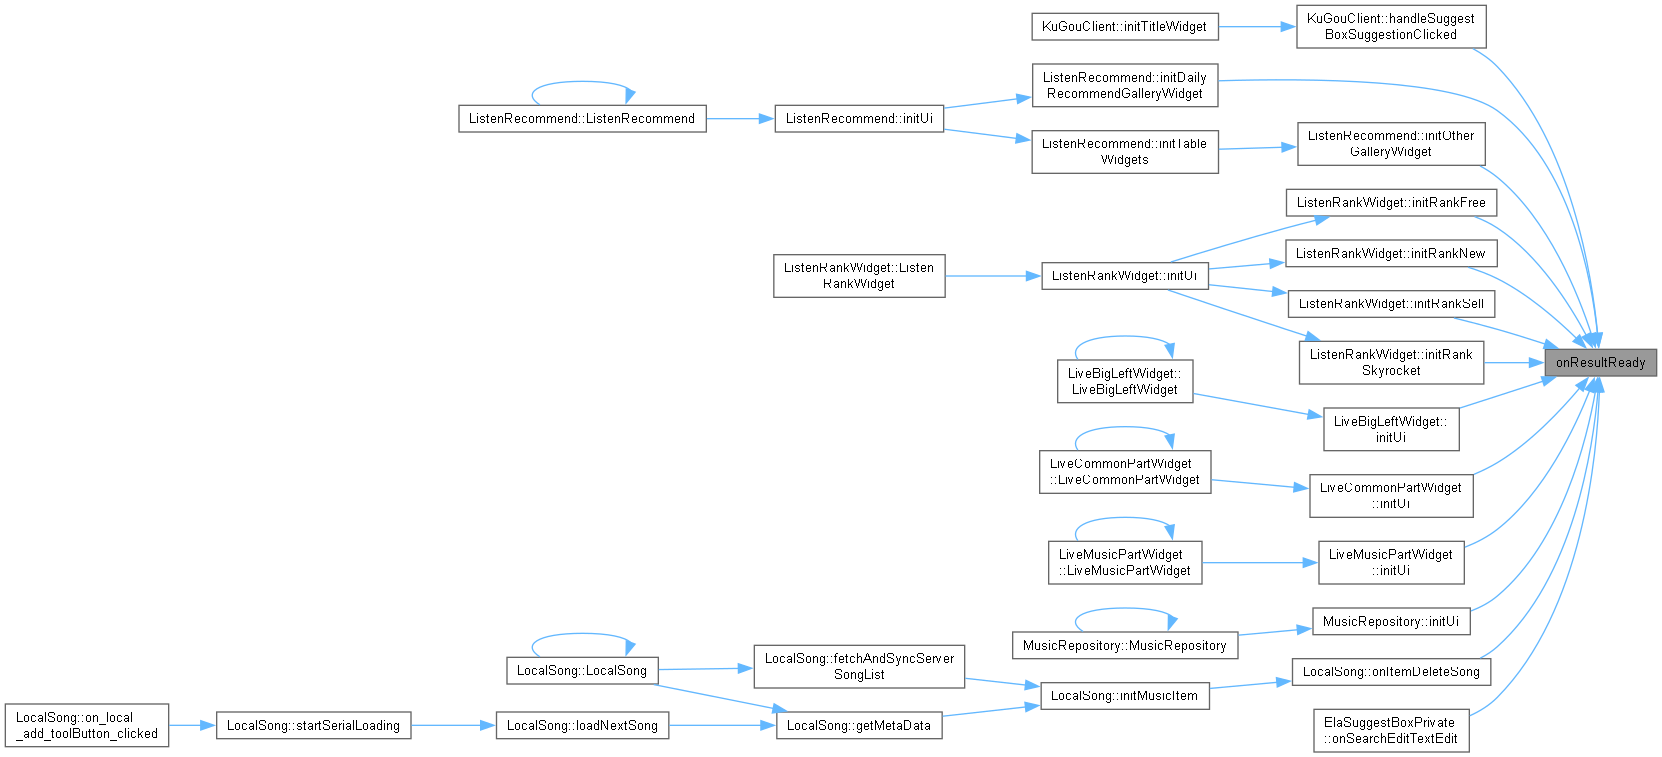 KuGouClient::initTitleWidget
KuGouClient::handleSuggest
BoxSuggestionClicked
ListenRecommend::initDaily
RecommendGalleryWidget
ListenRecommend::ListenRecommend
ListenRecommend::initUi
ListenRecommend::initTable
Widgets
ListenRecommend::initOther
GalleryWidget
ListenRankWidget::initRankFree
ListenRankWidget::initRankNew
ListenRankWidget::Listen
RankWidget
ListenRankWidget::initUi
ListenRankWidget::initRankSell
ListenRankWidget::initRank
Skyrocket
onResultReady
LiveBigLeftWidget::
LiveBigLeftWidget
LiveBigLeftWidget::
initUi
LiveCommonPartWidget
::LiveCommonPartWidget
LiveCommonPartWidget
::initUi
LiveMusicPartWidget
::LiveMusicPartWidget
LiveMusicPartWidget
::initUi
MusicRepository::MusicRepository
MusicRepository::initUi
LocalSong::LocalSong
LocalSong::fetchAndSyncServer
SongList
LocalSong::onItemDeleteSong
LocalSong::initMusicItem
LocalSong::on_local
_add_toolButton_clicked
LocalSong::startSerialLoading
LocalSong::loadNextSong
LocalSong::getMetaData
ElaSuggestBoxPrivate
::onSearchEditTextEdit